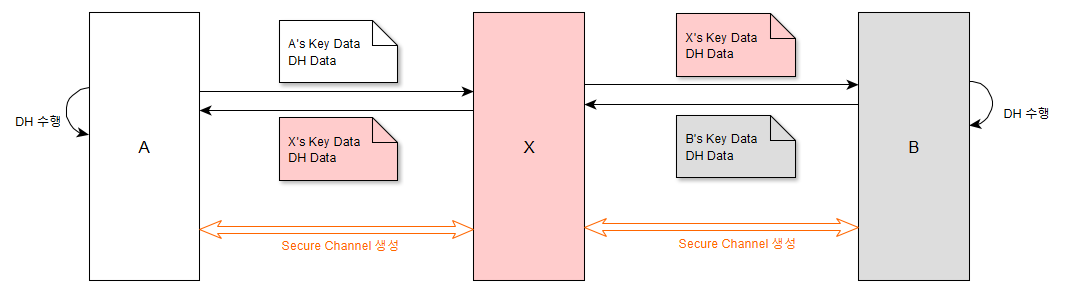 A's Key Data
DH Data
X's Key Data
DH Data
DH 수행
A
X
B
DH 수행
X's Key Data
DH Data
B's Key Data
DH Data
Secure Channel 생성
Secure Channel 생성